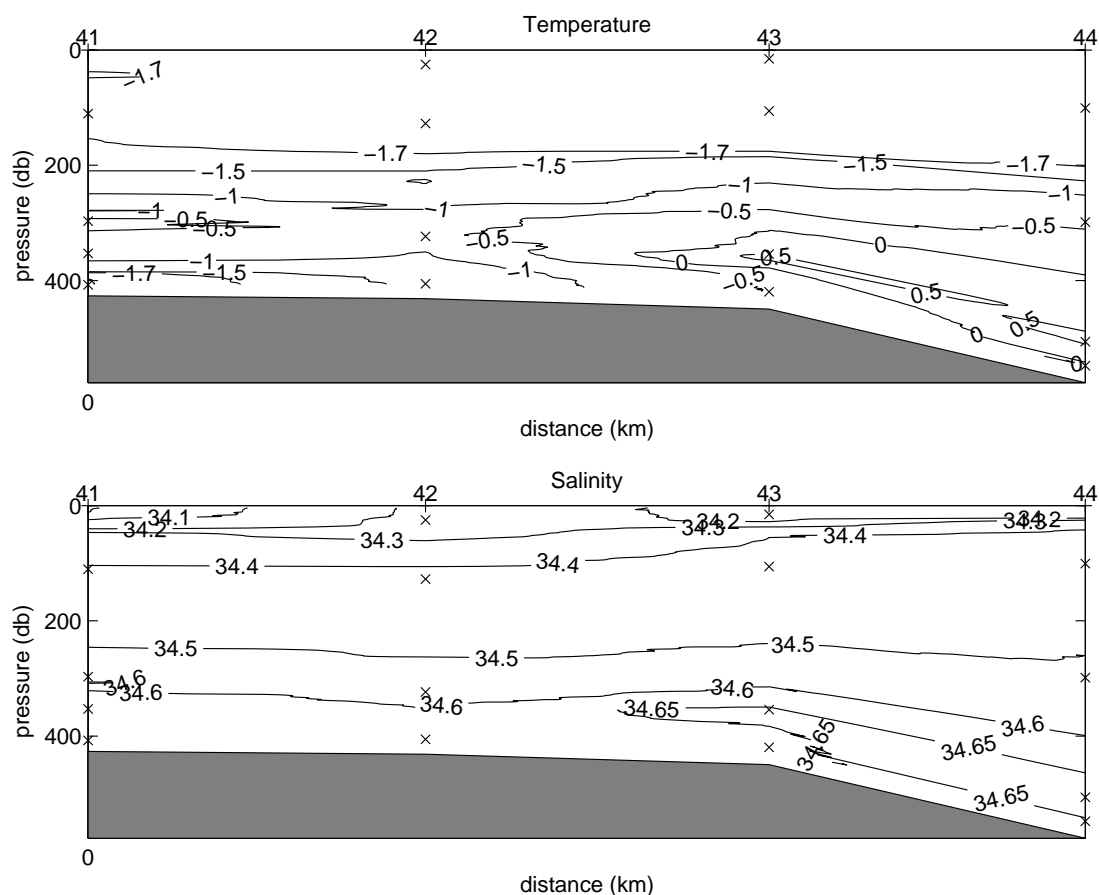 Temperature
41 42 43 44
0
−1.7
−1.7 −1.7 −1.7
200
−1.5 −1.5 −1.5
−1 −1 −1 −1
−1 −0.5 −0.5 −0.5
−0.5 −0.5 0
−1 −1 0 0.5
−1.7 −1.5 −0.5 0.5
400
0.5
0
0
pressure (db)
0
distance (km)
Salinity
41 42 43 44
0
34.1 34.2 34.2
34.2 34.3 34.3 34.3
34.4 34.4 34.4
200
34.5 34.5 34.5
34.6 34.6
34.6 34.6 34.65 34.6
400
34.65 34.65
34.65
pressure (db)
0
distance (km)